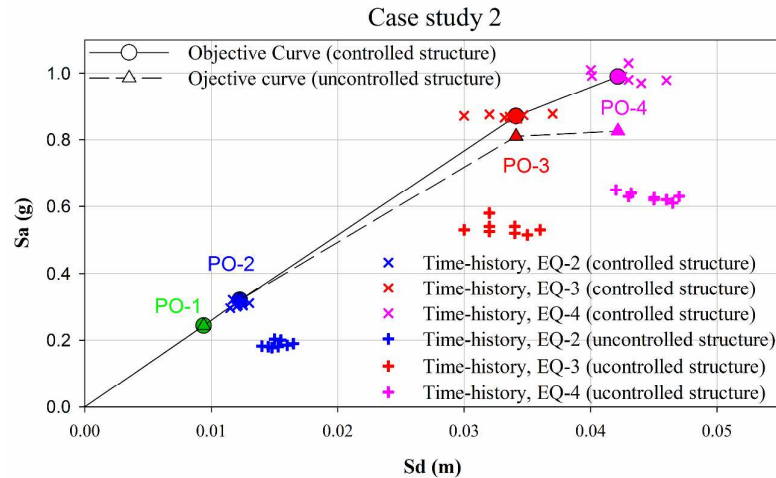 Case study 2
Objective Curve (controlled structure)
Ojective curve (uncontrolled structure)
1.0
0.8
0.6
0.4
0.2
0.0
Sa (g)
PO-4
PO-3
PO-2
PO-1
Time-history, EQ-2 (controlled structure)
Time-history, EQ-3 (controlled structure)
Time-history, EQ-4 (controlled structure)
Time-history, EQ-2 (uncontrolled structure)
Time-history, EQ-3 (ucontrolled structure)
Time-history, EQ-4 (ucontrolled structure)
0.00
0.01
0.02
0.03
0.04
0.05
Sd (m)